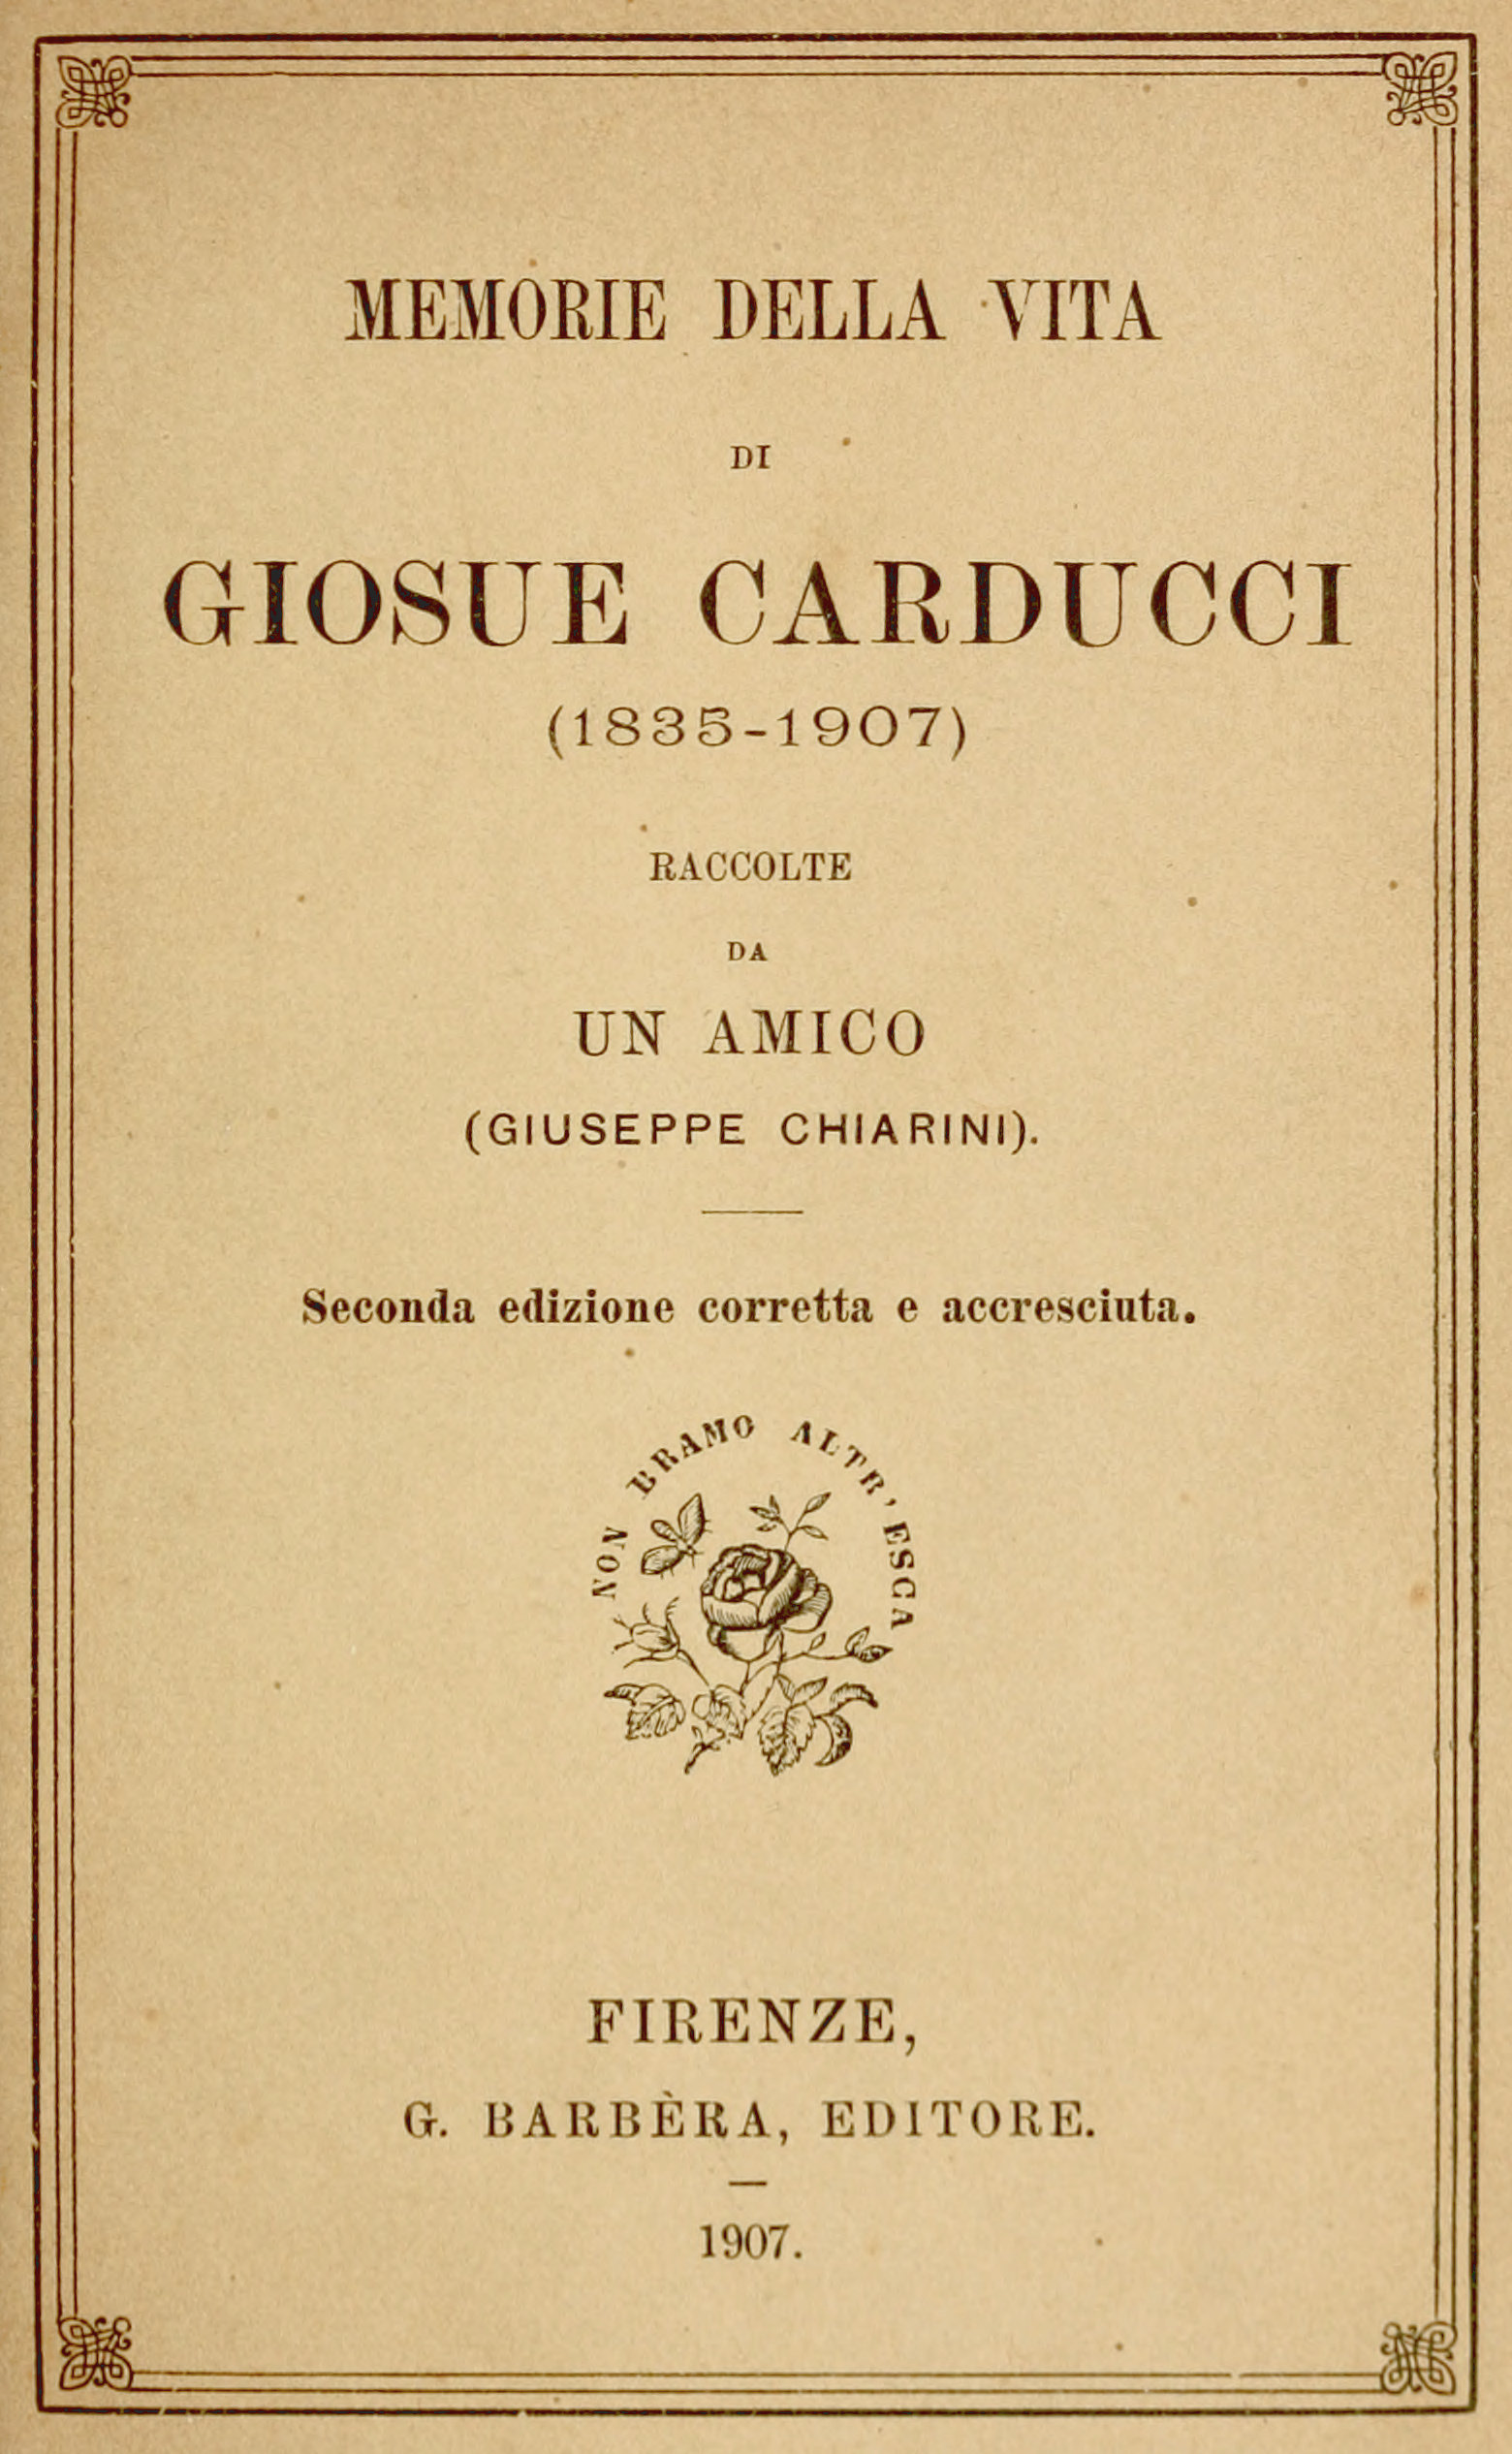 MEMORIE DELLA VITA
DI
GIOSUE CARDUCCI
(1835-1907)
RACCOLTE
DA
UN AMICO
(GIUSEPPE CHIARINI).
Seconda edizione corretta e accresciuta.
NON BRAMO ALTR' ESCA
FIRENZE,
G. BARBÈRA, EDITORE.
1907.